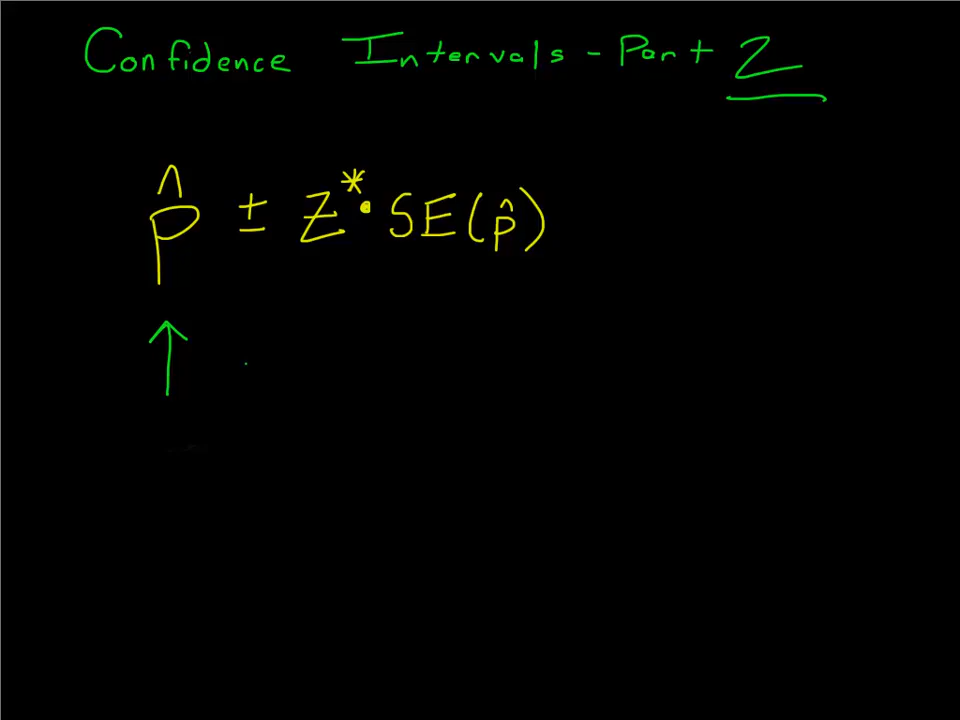 Confidence Intervals - Part 2
p̂ ± Z* • SE(p̂)